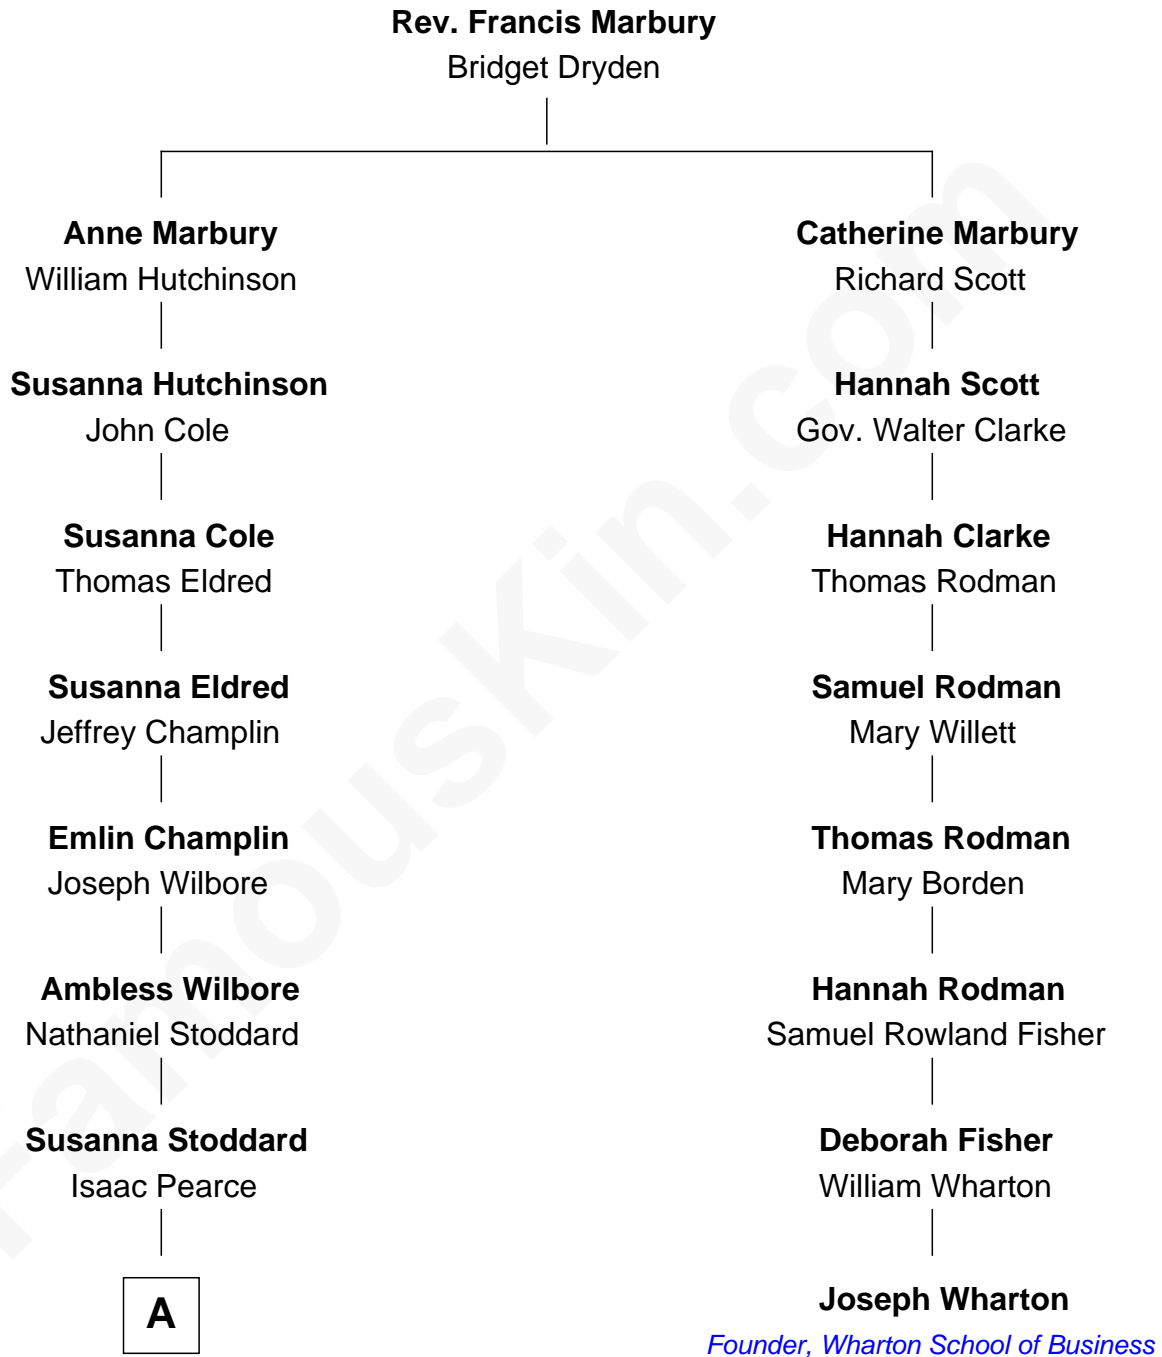 Rev. Francis Marbury
Bridget Dryden
Anne Marbury
William Hutchinson
Catherine Marbury
Richard Scott
Susanna Hutchinson
John Cole
Hannah Scott
Gov. Walter Clarke
Susanna Cole
Thomas Eldred
Hannah Clarke
Thomas Rodman
Susanna Eldred
Jeffrey Champlin
Samuel Rodman
Mary Willett
Emlin Champlin
Joseph Wilbore
Thomas Rodman
Mary Borden
Ambless Wilbore
Nathaniel Stoddard
Hannah Rodman
Samuel Rowland Fisher
Susanna Stoddard
Isaac Pearce
Deborah Fisher
William Wharton
A
Joseph Wharton
Founder, Wharton School of Business
FamousKin.com